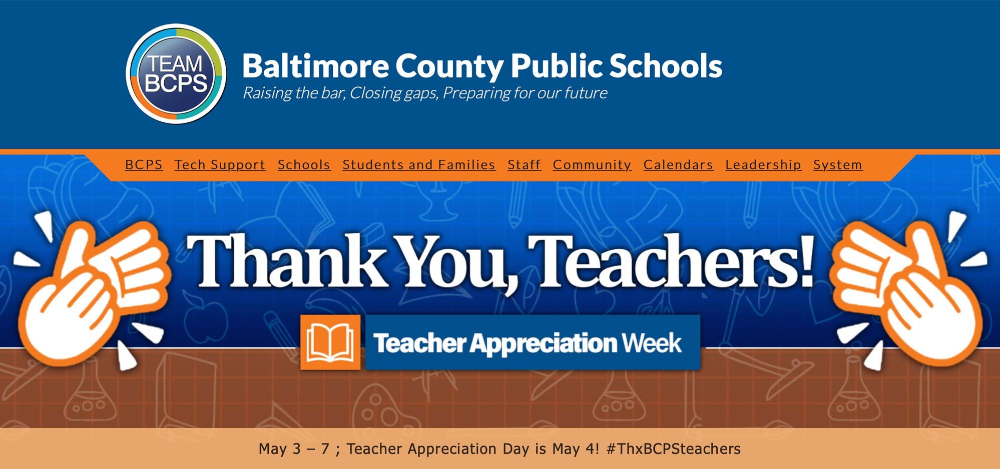 TEAM
BCPS
Baltimore County Public Schools
Raising the bar, Closing gaps, Preparing for our future
BCPS Tech Support Schools Students and Families Staff Community Calendars Leadership System
Thank You, Teachers!
Teacher Appreciation Week
May 3 – 7 ; Teacher Appreciation Day is May 4! #ThxBCPSteachers